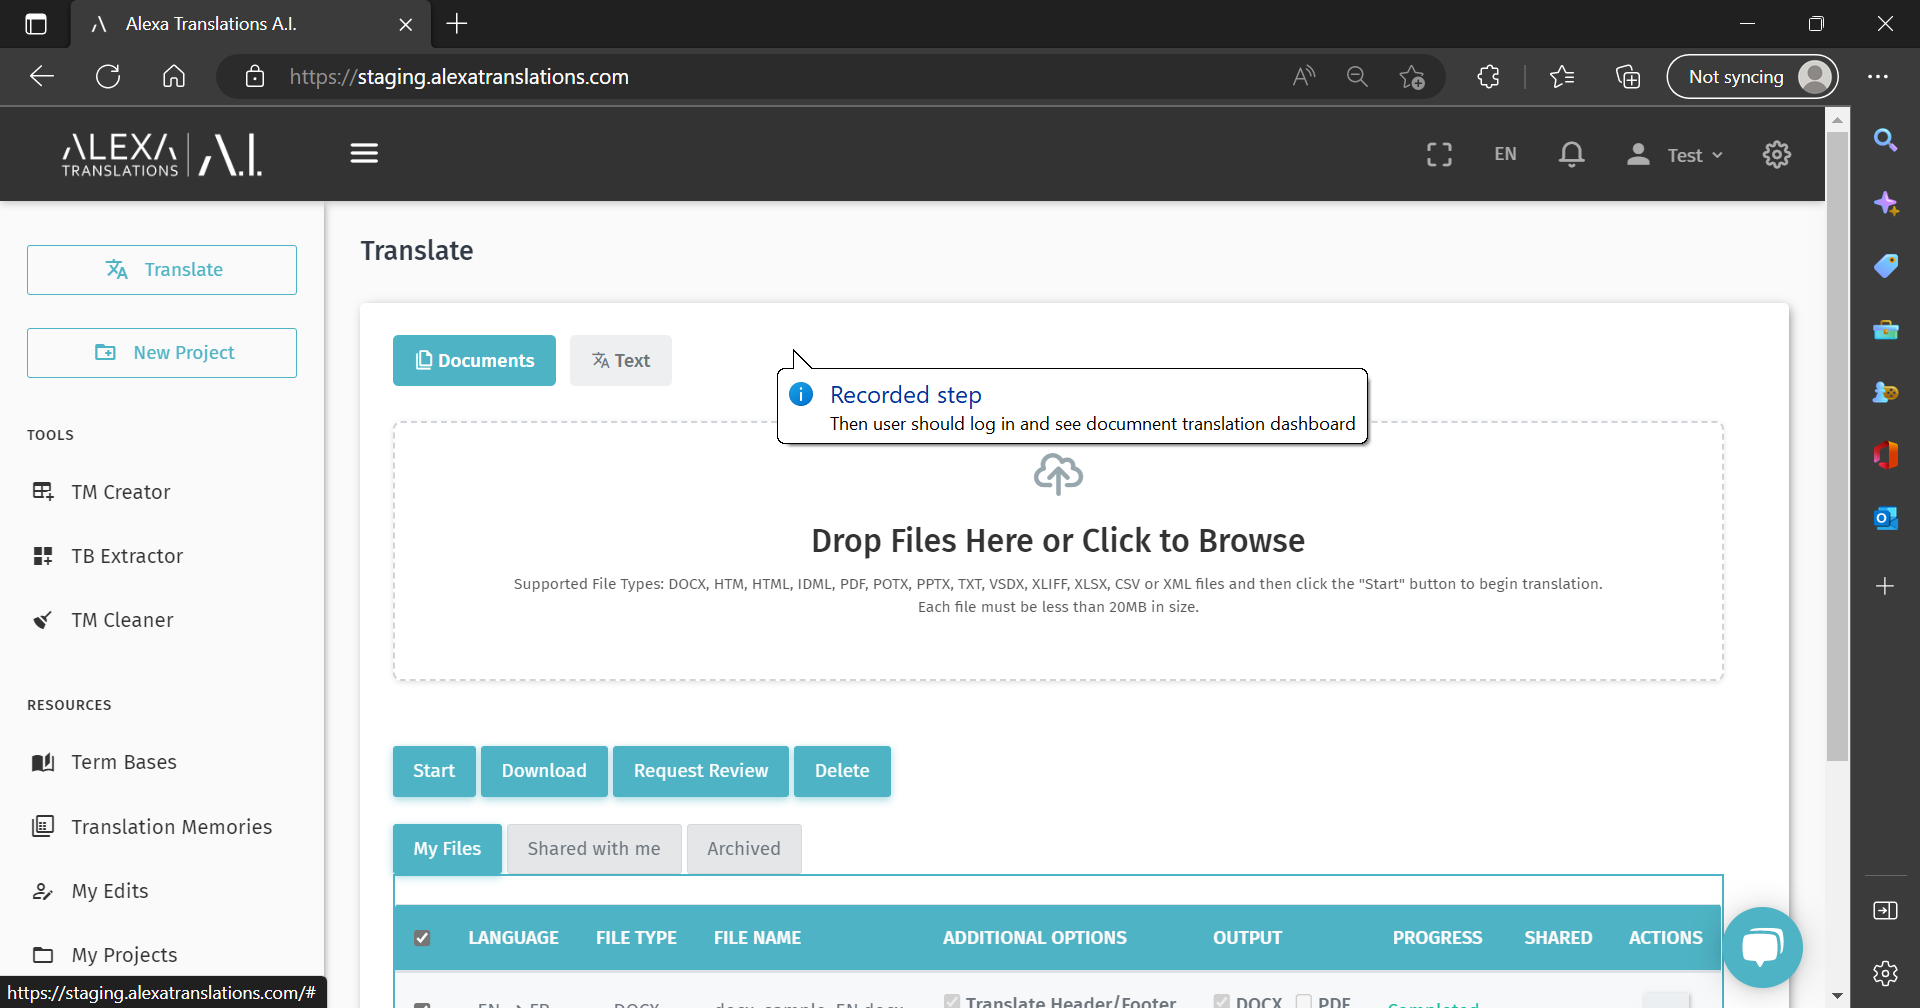 Alexa Translations A.I.
https://staging.alexatranslations.com
Not syncing
ALEXA TRANSLATIONS A.I.
EN
Test
Translate
New Project
TOOLS
TM Creator
TB Extractor
TM Cleaner
RESOURCES
Term Bases
Translation Memories
My Edits
My Projects
https://staging.alexatranslations.com/#
Translate
Documents
Text
Recorded step
Then user should log in and see documnent translation dashboard
Drop Files Here or Click to Browse
Supported File Types: DOCX, HTM, HTML, IDML, PDF, POTX, PPTX, TXT, VSDX, XLIFF, XLSX, CSV or XML files and then click the "Start" button to begin translation.
Each file must be less than 20MB in size.
Start Download Request Review Delete
My Files Shared with me Archived
LANGUAGE FILE TYPE FILE NAME ADDITIONAL OPTIONS OUTPUT PROGRESS SHARED ACTIONS
EN → FR DOCX docx_sample_EN.docx Translate Header/Footer DOCX PDF Completed